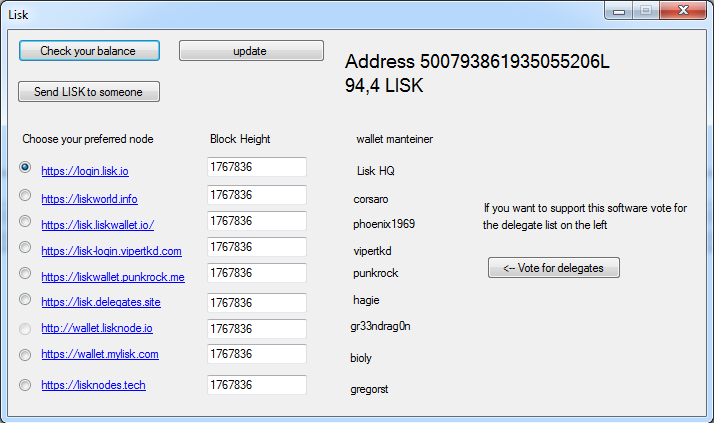 Lisk
Check your balance update
Address 500793861935055206L
94,4 LISK
Send LISK to someone
Choose your preferred node Block Height wallet manteiner
https://login.lisk.io 1767836 Lisk HQ
https://liskworld.info 1767836 corsaro
https://lisk.liskwallet.io/ 1767836 phoenix1969
https://lisk-login.vipertkd.com 1767836 vipertkd
https://liskwallet.punkrock.me 1767836 punkrock
https://lisk.delegates.site 1767836 hagie
http://wallet.lisknode.io 1767836 gr33ndrag0n
https://wallet.mylisk.com 1767836 bioly
https://lisknodes.tech 1767836 gregorst
If you want to support this software vote for
the delegate list on the left
<-- Vote for delegates